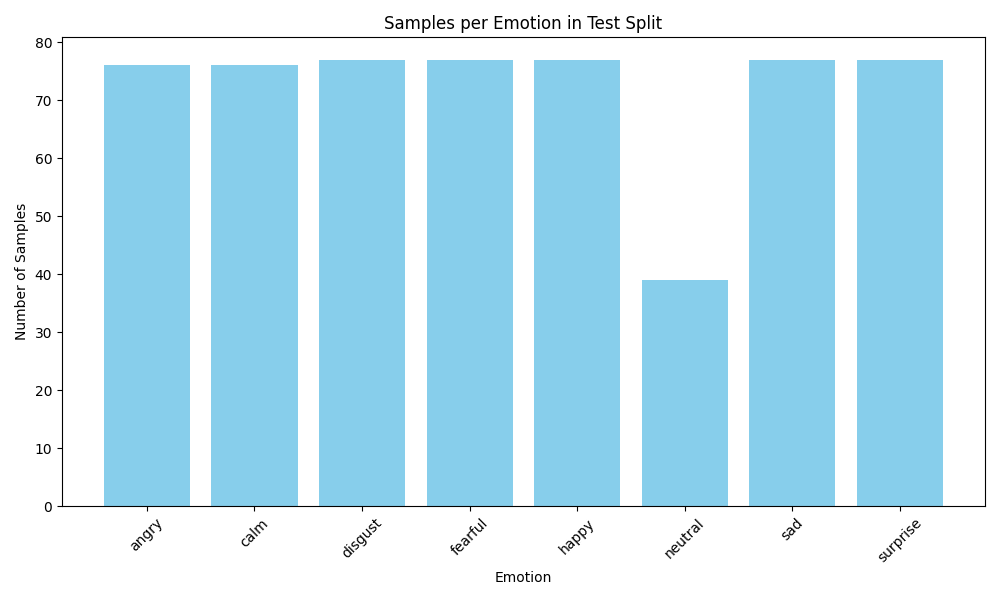 Samples per Emotion in Test Split
80
70
60
50
40
30
20
10
0
Number of Samples
angry
calm
disgust
fearful
happy
neutral
sad
surprise
Emotion